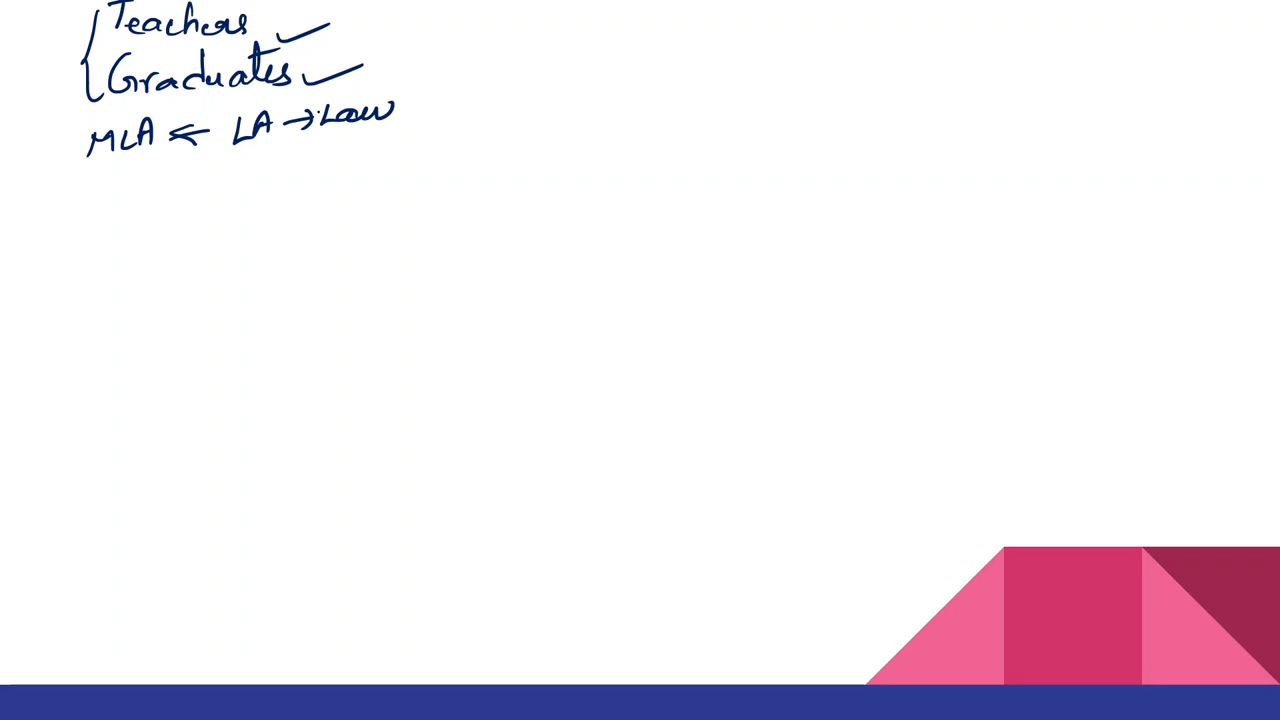 Teachers ✓
Graduates ✓
MLA ← LA → Law